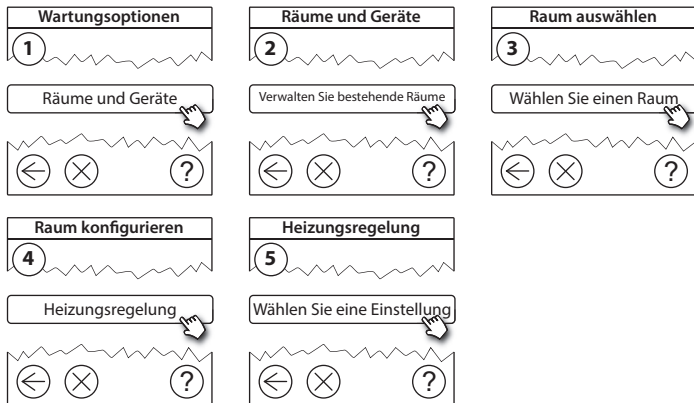 Wartungsoptionen
1
Räume und Geräte
?
Räume und Geräte
2
Verwalten Sie bestehende Räume
?
Raum auswählen
3
Wählen Sie einen Raum
?
Raum konfigurieren
4
Heizungsregelung
?
Heizungsregelung
5
Wählen Sie eine Einstellung
?